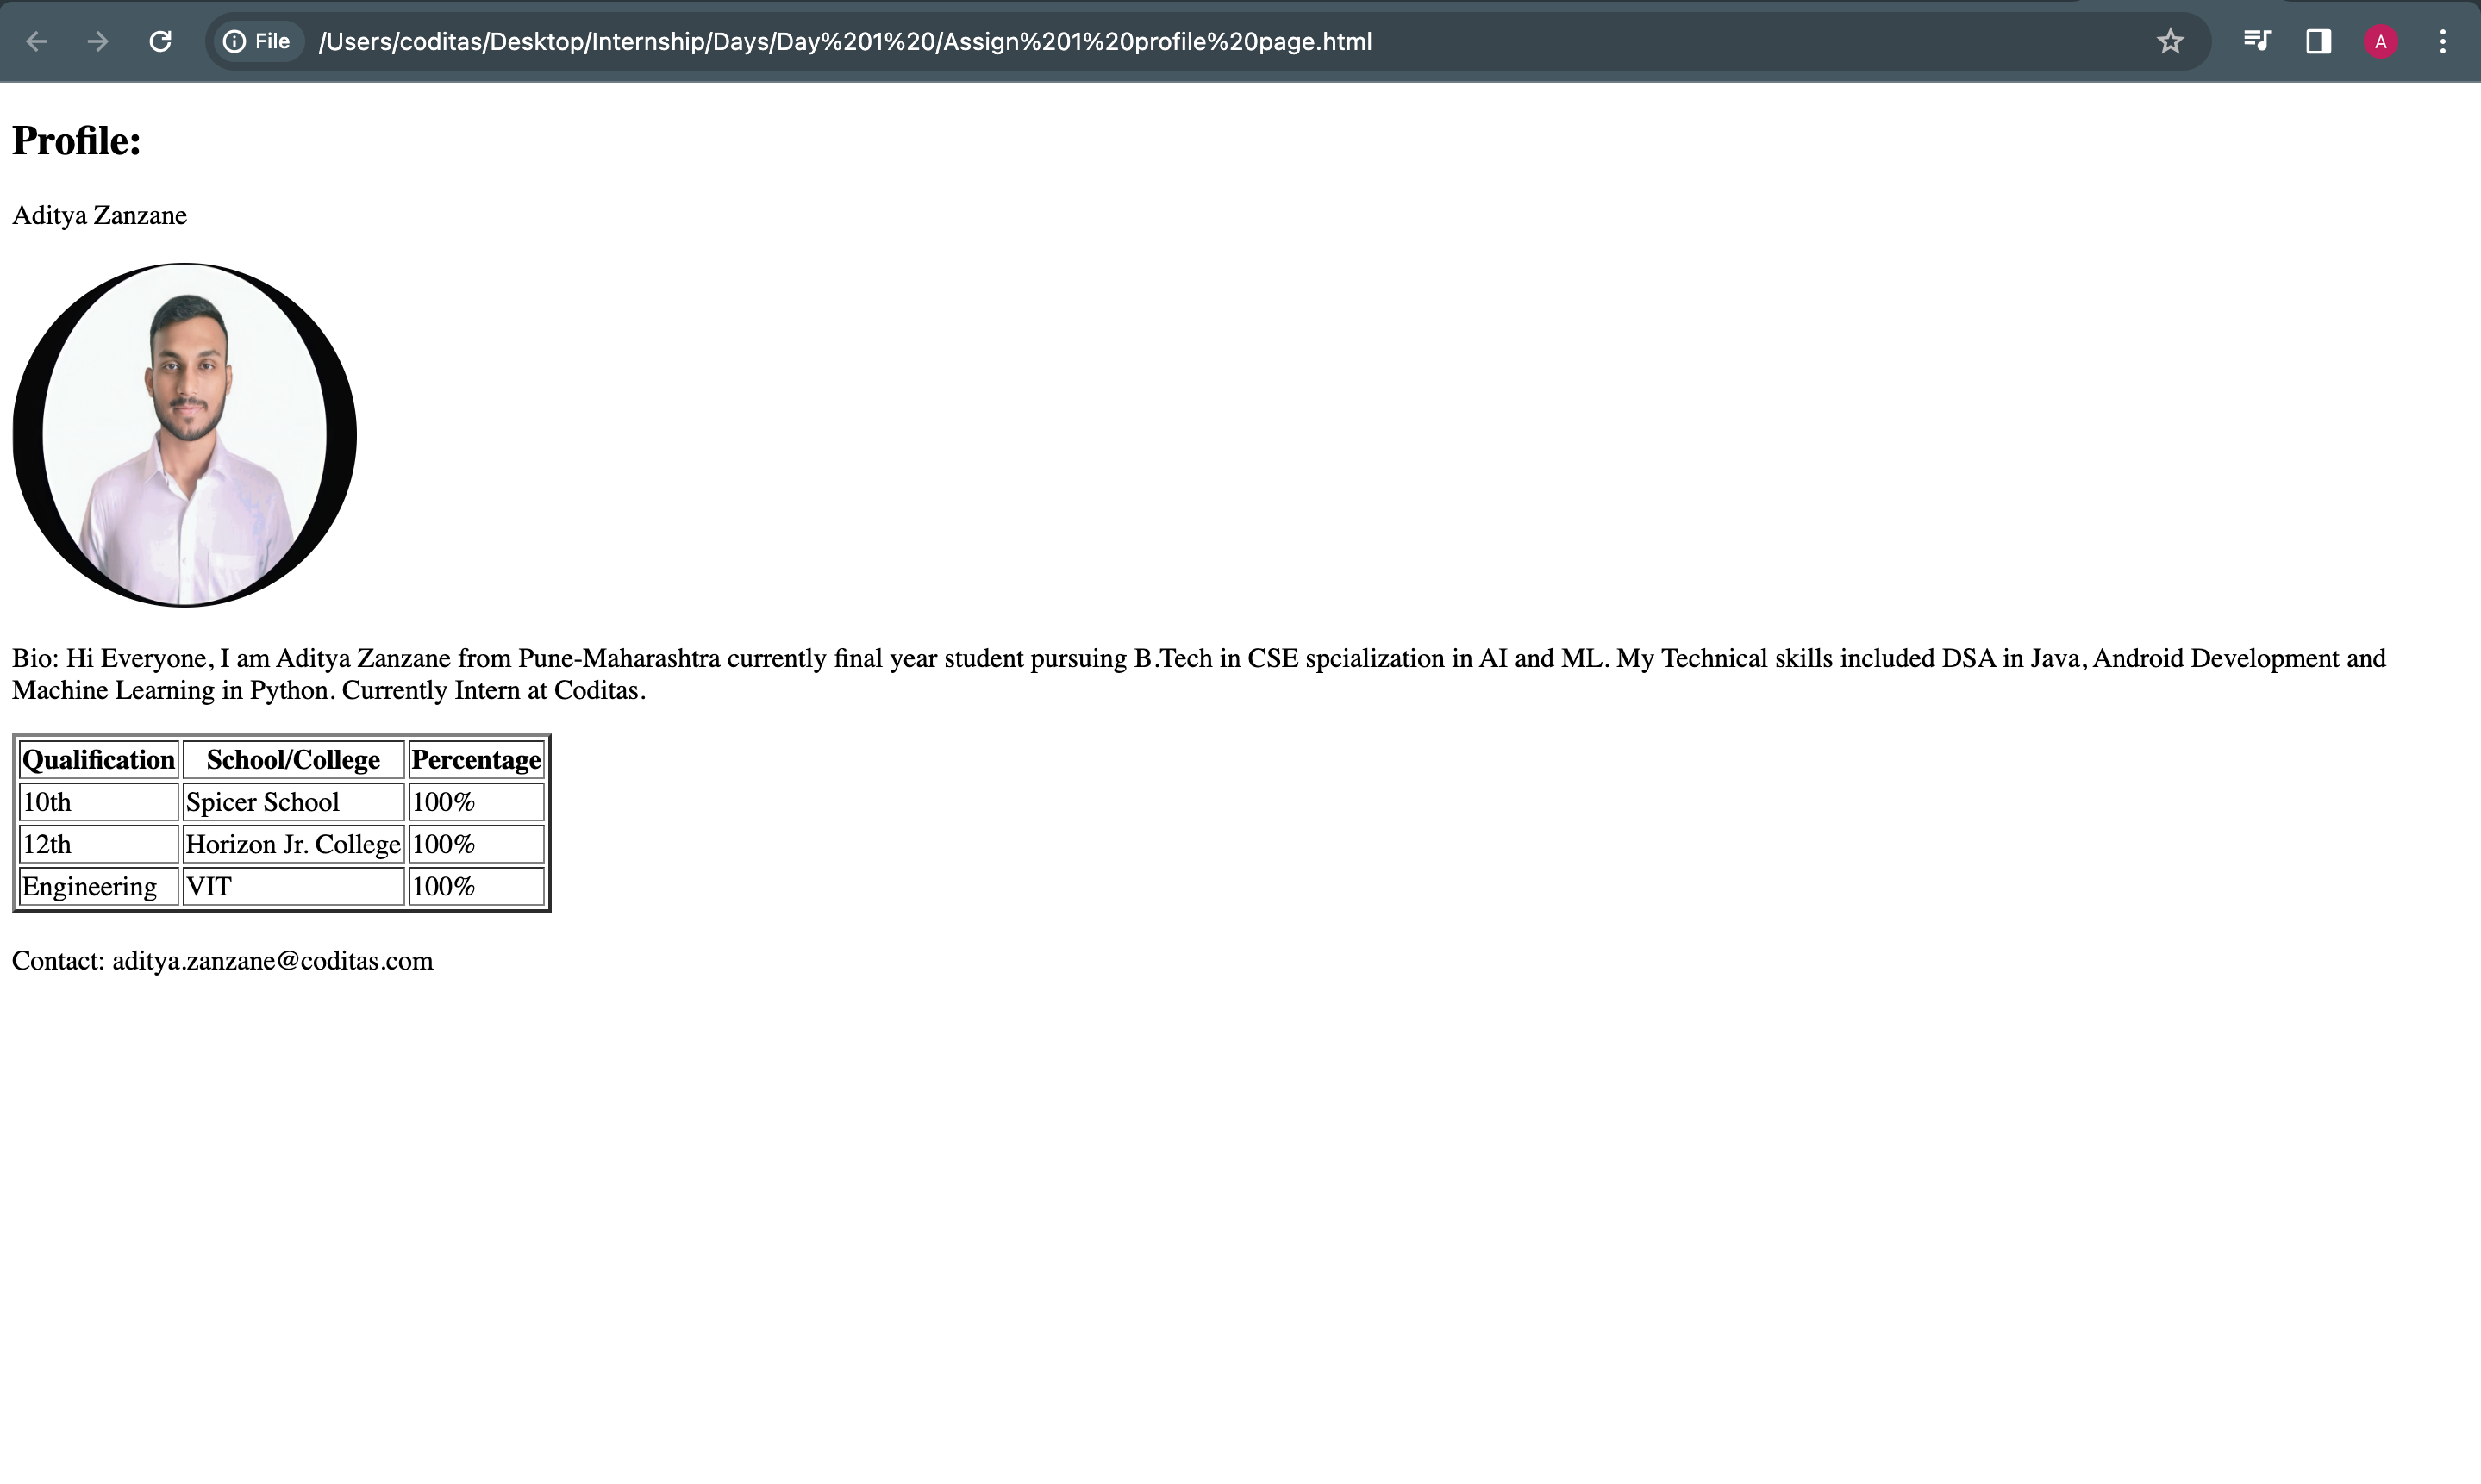 File /Users/coditas/Desktop/Internship/Days/Day%201%20/Assign%201%20profile%20page.html
A
Profile:
Aditya Zanzane
Bio: Hi Everyone, I am Aditya Zanzane from Pune-Maharashtra currently final year student pursuing B.Tech in CSE spcialization in AI and ML. My Technical skills included DSA in Java, Android Development and
Machine Learning in Python. Currently Intern at Coditas.
Qualification School/College Percentage
10th Spicer School 100%
12th Horizon Jr. College 100%
Engineering VIT 100%
Contact: aditya.zanzane@coditas.com